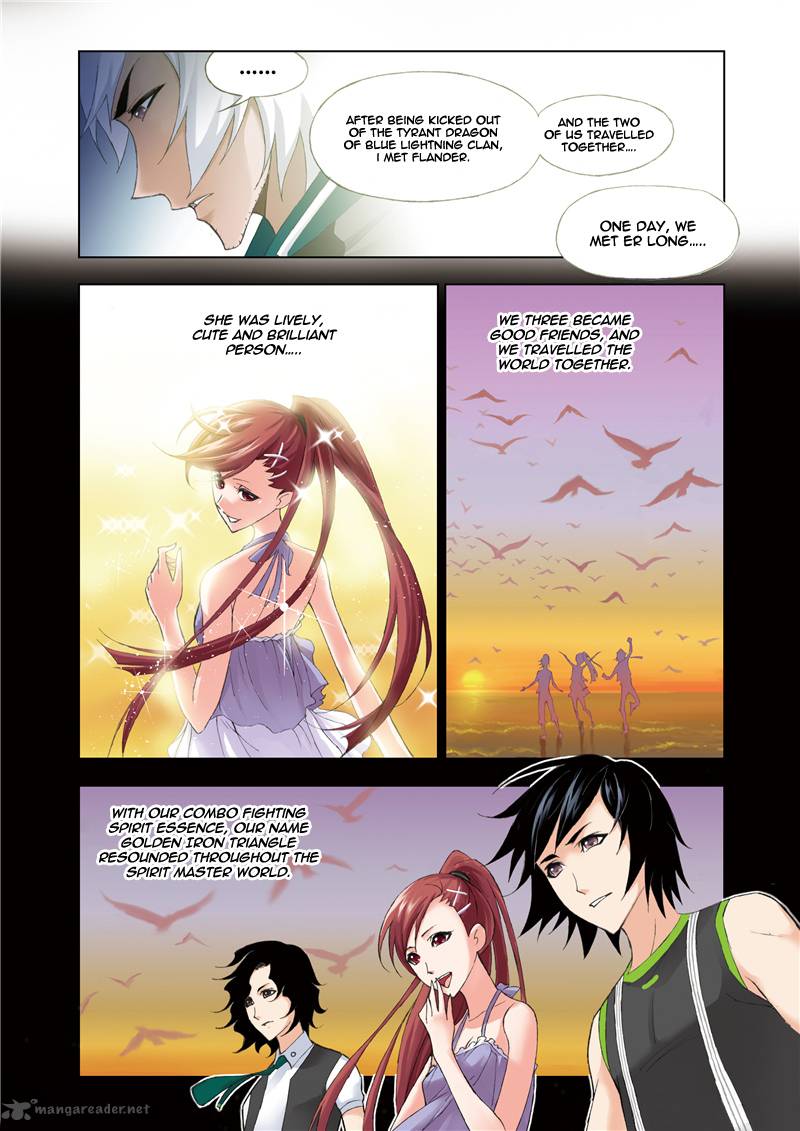 ......
AFTER BEING KICKED OUT
OF THE TYRANT DRAGON
OF BLUE LIGHTNING CLAN,
I MET FLANDER.
AND THE TWO
OF US TRAVELLED
TOGETHER....
ONE DAY, WE
MET ER LONG.....
SHE WAS LIVELY,
CUTE AND BRILLIANT
PERSON.....
WE THREE BECAME
GOOD FRIENDS, AND
WE TRAVELLED THE
WORLD TOGETHER.
WITH OUR COMBO FIGHTING
SPIRIT ESSENCE, OUR NAME
GOLDEN IRON TRIANGLE
RESOUNDED THROUGHOUT THE
SPIRIT MASTER WORLD.
mangareader.net